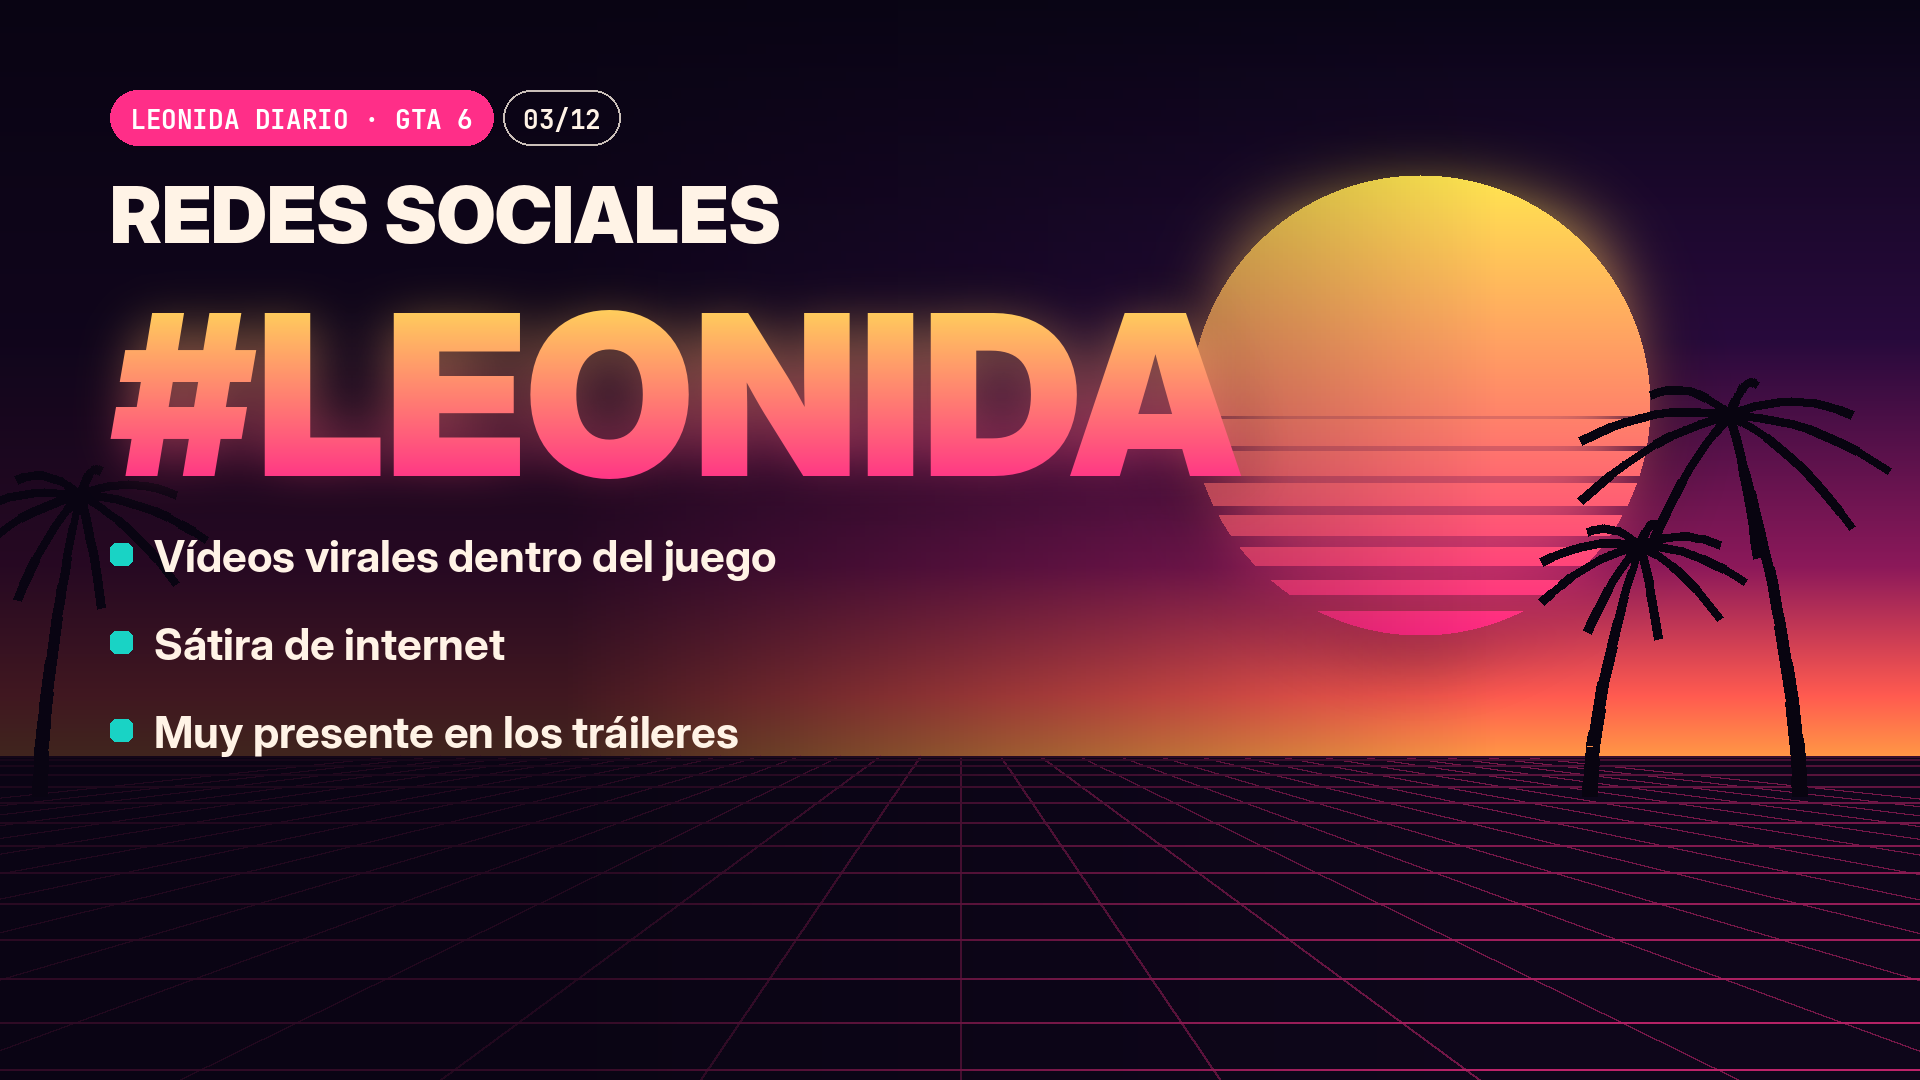 LEONIDA DIARIO · GTA 6 03/12
REDES SOCIALES
#LEONIDA
Vídeos virales dentro del juego
Sátira de internet
Muy presente en los tráileres